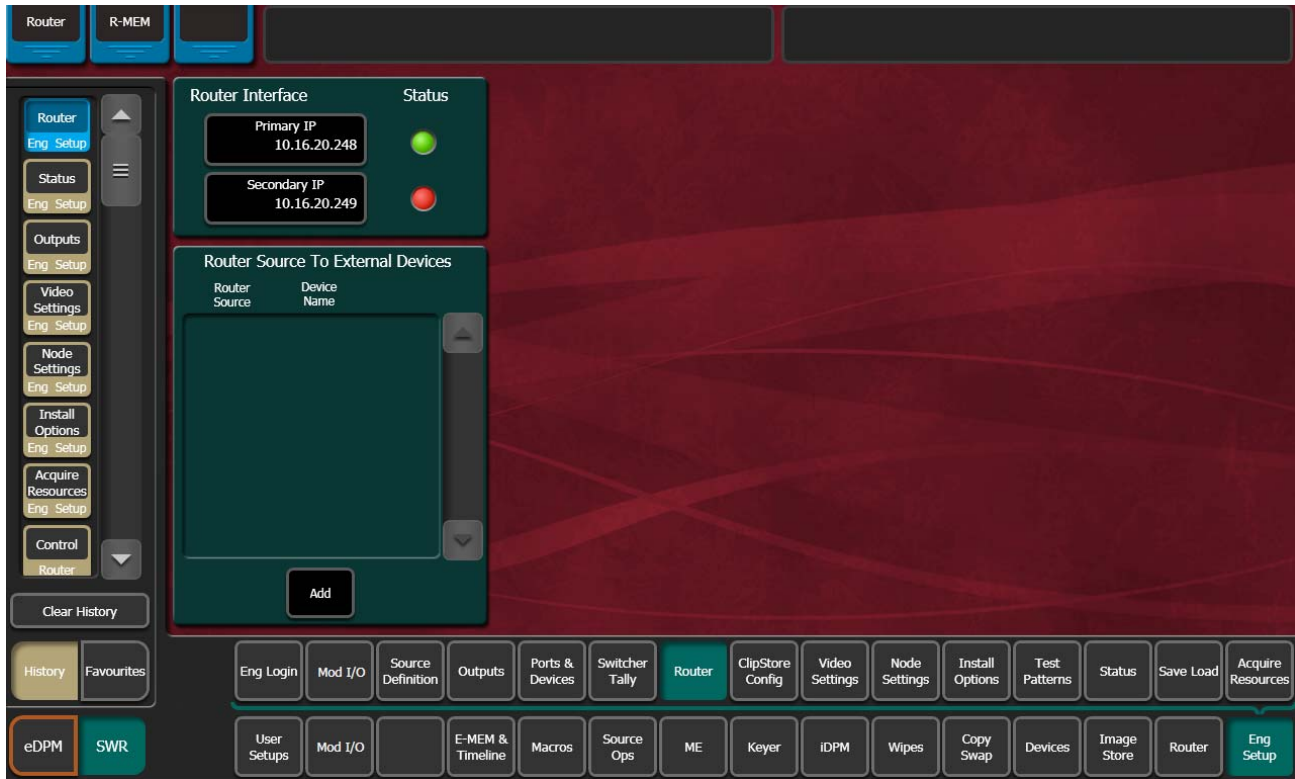 Router
R-MEM
Router
Eng Setup
Status
Eng Setup
Outputs
Eng Setup
Video
Settings
Eng Setup
Node
Settings
Eng Setup
Install
Options
Eng Setup
Acquire
Resources
Eng Setup
Control
Router
Clear History
History
Favourites
eDPM
SWR
Router Interface
Status
Primary IP
10.16.20.248
Secondary IP
10.16.20.249
Router Source To External Devices
Router
Source
Device
Name
Add
Eng Login
Mod I/O
Source
Definition
Outputs
Ports &
Devices
Switcher
Tally
Router
ClipStore
Config
Video
Settings
Node
Settings
Install
Options
Test
Patterns
Status
Save Load
Acquire
Resources
User
Setups
Mod I/O
E-MEM &
Timeline
Macros
Source
Ops
ME
Keyer
iDPM
Wipes
Copy
Swap
Devices
Image
Store
Router
Eng
Setup